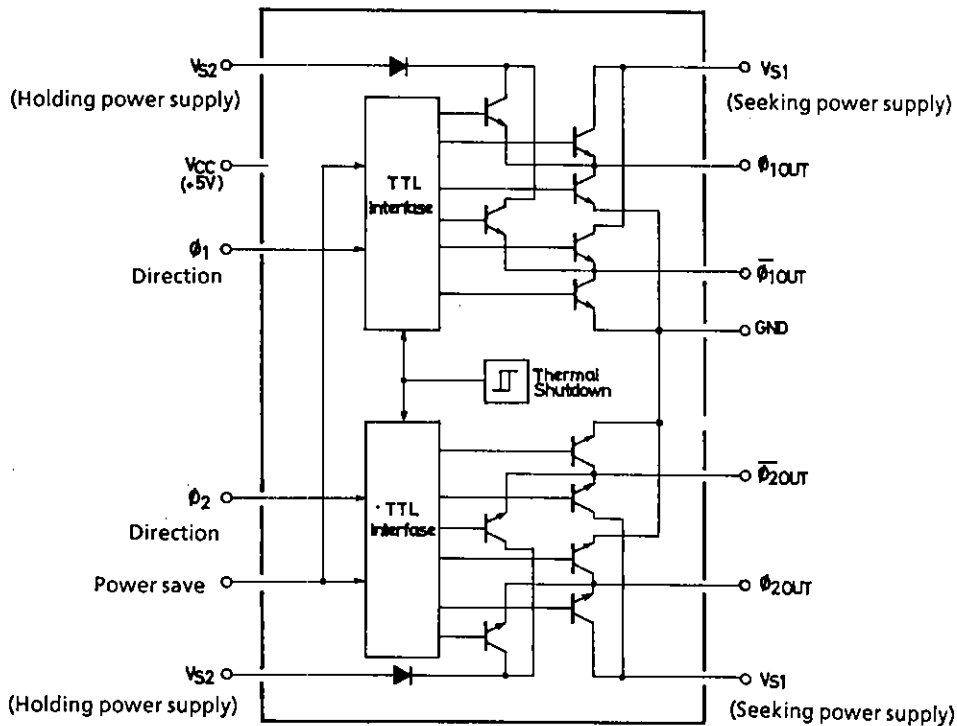 VS2
(Holding power supply)
VS1
(Seeking power supply)
VCC
(+5V)
TTL
Interfase
ϕ1OUT
ϕ1
Direction
ϕ̅1OUT
GND
Thermal
Shutdown
ϕ̅2OUT
ϕ2
Direction
TTL
Interfase
Power save
ϕ2OUT
VS2
(Holding power supply)
VS1
(Seeking power supply)